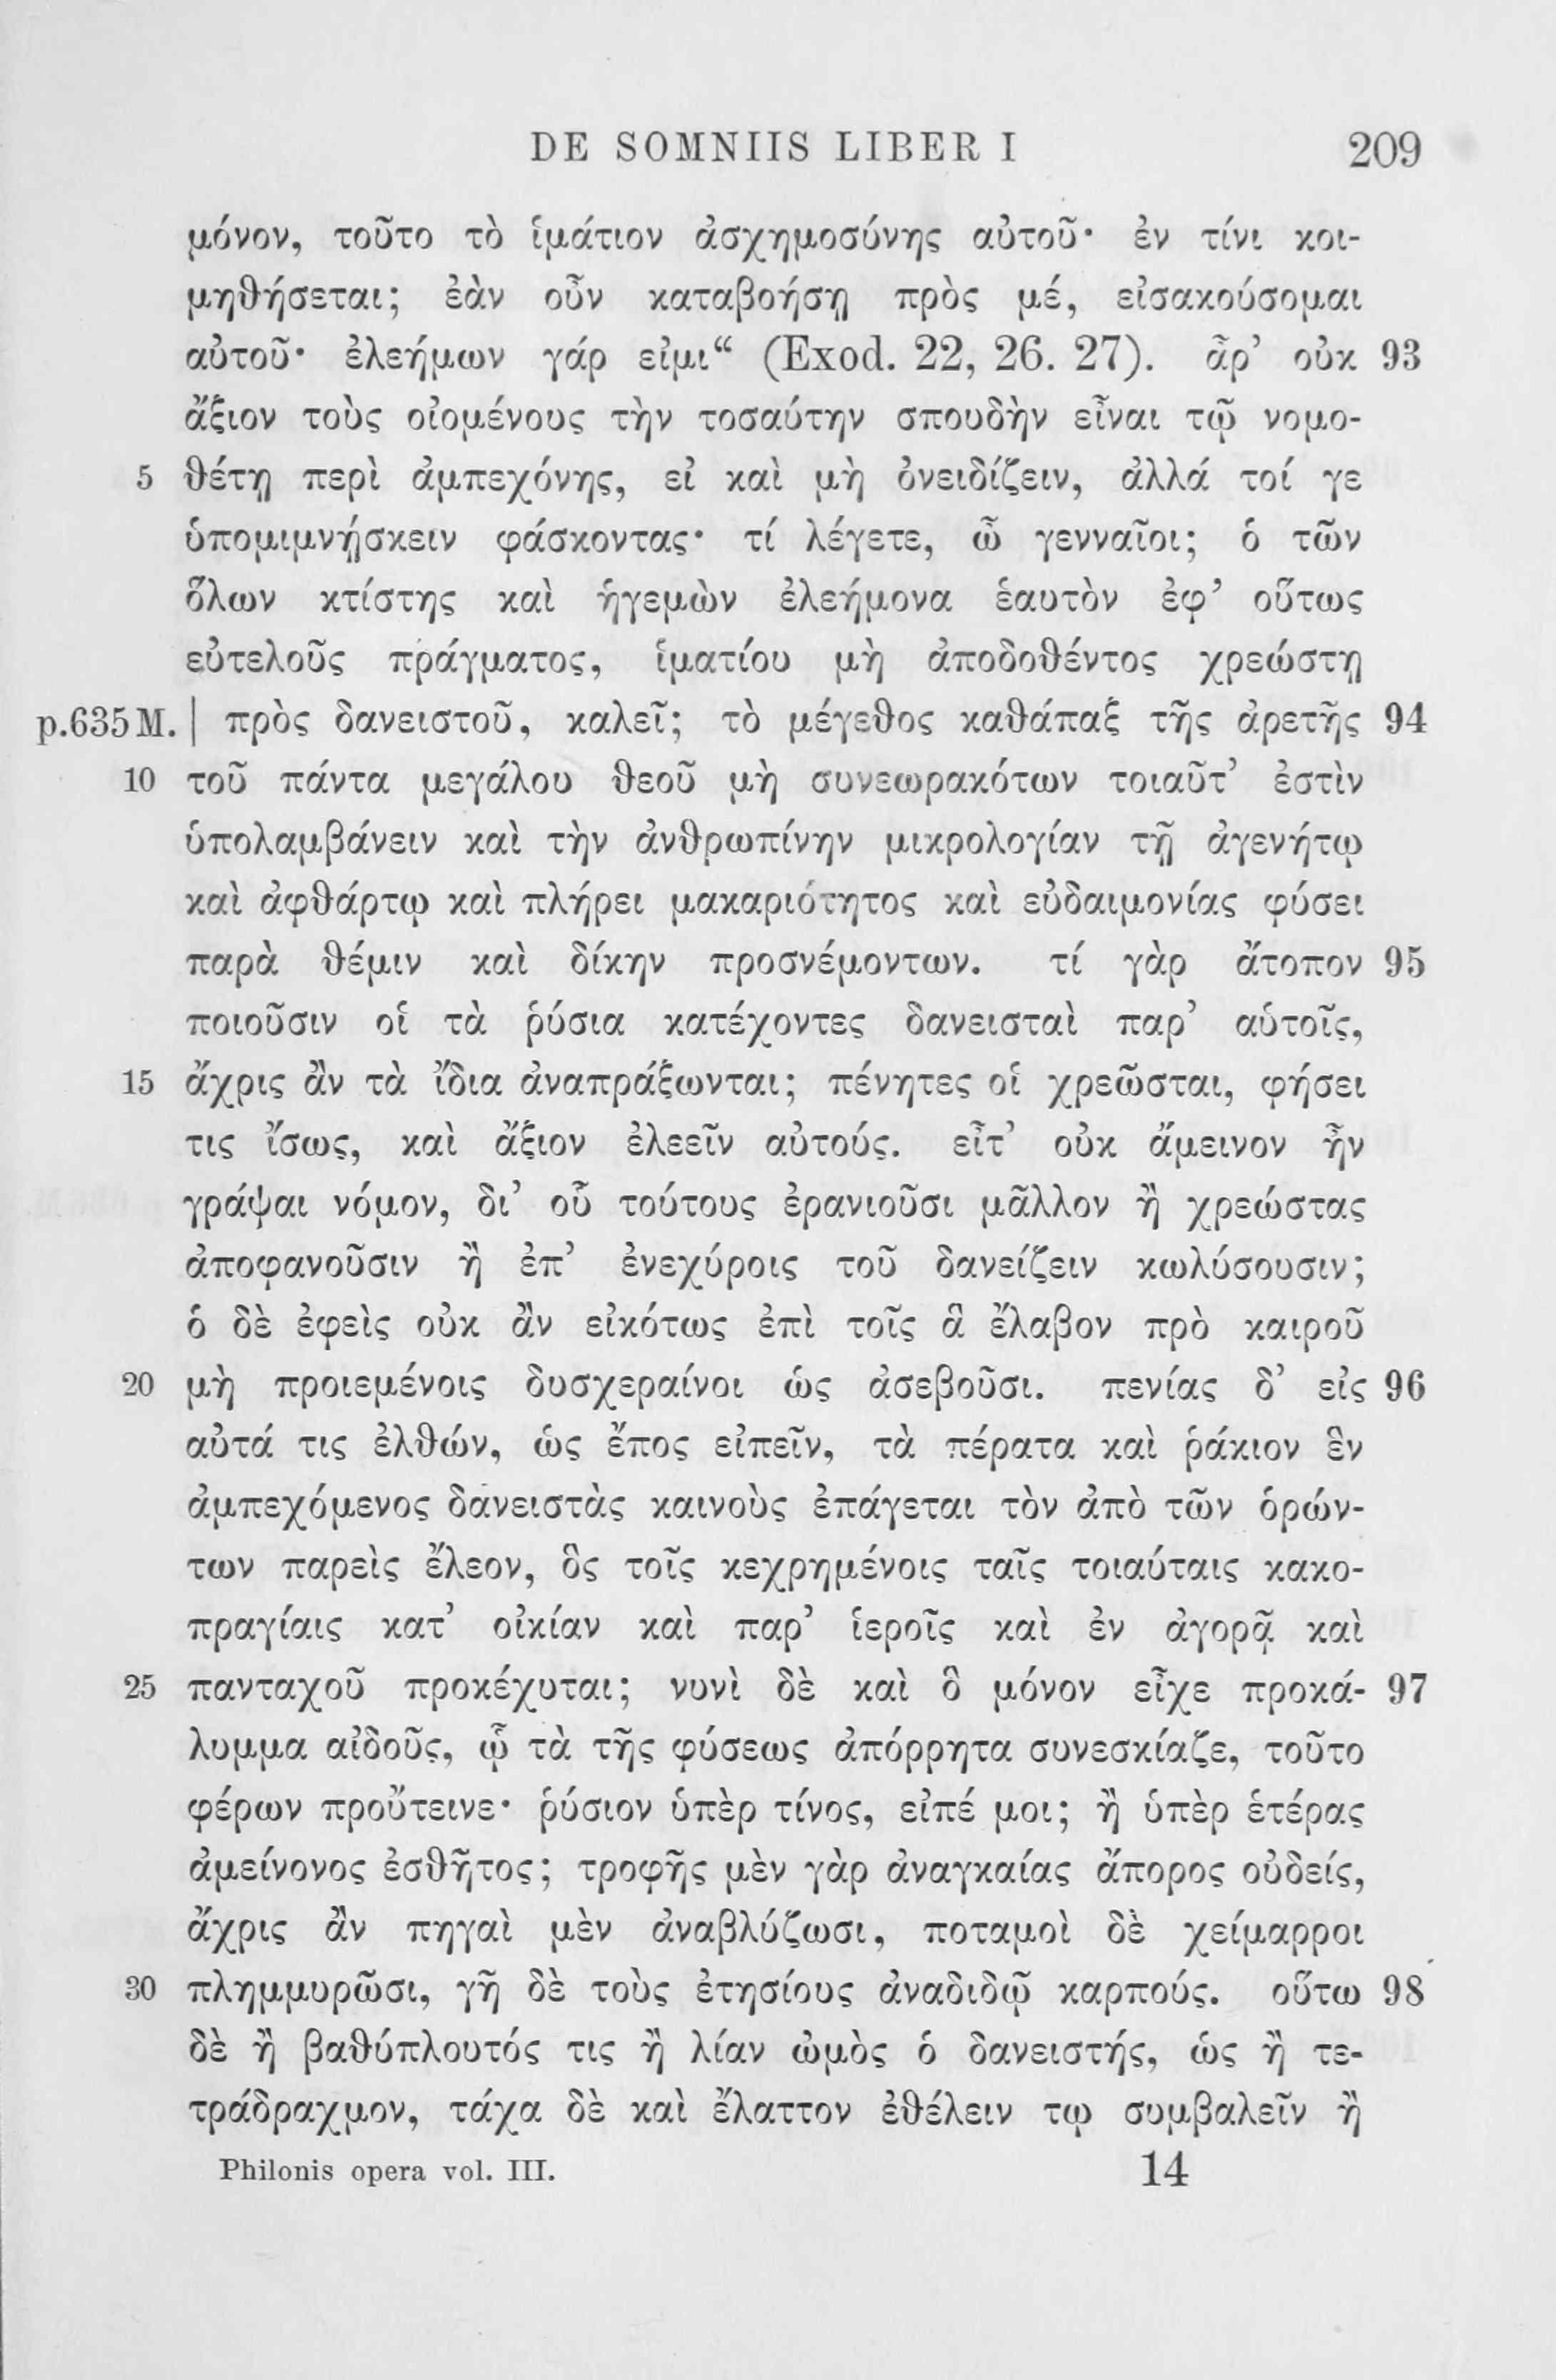 DE SOMNIIS LIBER I 209
μόνον, τοῦτο τὸ ἱμάτιον ἀσχημοσύνης αὐτοῦ· ἐν τίνι κοι-
μηθήσεται; ἐὰν οὖν καταβοήσῃ πρὸς μέ, εἰσακούσομαι
αὐτοῦ· ἐλεήμων γάρ εἰμι“ (Exod. 22, 26. 27). ἆρ’ οὐκ 93
ἄξιον τοὺς οἰομένους τὴν τοσαύτην σπουδὴν εἶναι τῷ νομο-
5 θέτῃ περὶ ἀμπεχόνης, εἰ καὶ μὴ ὀνειδίζειν, ἀλλά τοί γε
ὑπομιμνῄσκειν φάσκοντας· τί λέγετε, ὦ γενναῖοι; ὁ τῶν
ὅλων κτίστης καὶ ἡγεμὼν ἐλεήμονα ἑαυτὸν ἐφ’ οὕτως
εὐτελοῦς πράγματος, ἱματίου μὴ ἀποδοθέντος χρεώστῃ
p.635 M. | πρὸς δανειστοῦ, καλεῖ; τὸ μέγεθος καθάπαξ τῆς ἀρετῆς 94
10 τοῦ πάντα μεγάλου θεοῦ μὴ συνεωρακότων τοιαῦτ’ ἐστὶν
ὑπολαμβάνειν καὶ τὴν ἀνθρωπίνην μικρολογίαν τῇ ἀγενήτῳ
καὶ ἀφθάρτῳ καὶ πλήρει μακαριότητος καὶ εὐδαιμονίας φύσει
παρὰ θέμιν καὶ δίκην προσνέμοντων. τί γὰρ ἄτοπον 95
ποιοῦσιν οἱ τὰ ῥύσια κατέχοντες δανεισταὶ παρ’ αὑτοῖς,
15 ἄχρις ἂν τὰ ἴδια ἀναπράξωνται; πένητες οἱ χρεῶσται, φήσει
τις ἴσως, καὶ ἄξιον ἐλεεῖν αὐτούς. εἶτ’ οὐκ ἄμεινον ἦν
γράψαι νόμον, δι’ οὗ τούτους ἐρανιοῦσι μᾶλλον ἢ χρεώστας
ἀποφανοῦσιν ἢ ἐπ’ ἐνεχύροις τοῦ δανείζειν κωλύσουσιν;
ὁ δὲ ἐφεὶς οὐκ ἂν εἰκότως ἐπὶ τοῖς ἃ ἔλαβον πρὸ καιροῦ
20 μὴ προιεμένοις δυσχεραίνοι ὡς ἀσεβοῦσι. πενίας δ’ εἰς 96
αὐτά τις ἐλθών, ὡς ἔπος εἰπεῖν, τὰ πέρατα καὶ ῥάκιον ἓν
ἀμπεχόμενος δανειστὰς καινοὺς ἐπάγεται τὸν ἀπὸ τῶν ὁρών-
των παρεὶς ἔλεον, ὃς τοῖς κεχρημένοις ταῖς τοιαύταις κακο-
πραγίαις κατ’ οἰκίαν καὶ παρ’ ἱεροῖς καὶ ἐν ἀγορᾷ καὶ
25 πανταχοῦ προκέχυται; νυνὶ δὲ καὶ ὃ μόνον εἶχε προκά- 97
λυμμα αἰδοῦς, ᾧ τὰ τῆς φύσεως ἀπόρρητα συνεσκίαζε, τοῦτο
φέρων προὔτεινε· ῥύσιον ὑπὲρ τίνος, εἰπέ μοι; ἢ ὑπὲρ ἑτέρας
ἀμείνονος ἐσθῆτος; τροφῆς μὲν γὰρ ἀναγκαίας ἄπορος οὐδείς,
ἄχρις ἂν πηγαὶ μὲν ἀναβλύζωσι, ποταμοὶ δὲ χείμαρροι
30 πλημμυρῶσι, γῆ δὲ τοὺς ἐτησίους ἀναδιδῷ καρπούς. οὕτω 98
δὲ ἢ βαθύπλουτός τις ἢ λίαν ὠμὸς ὁ δανειστής, ὡς ἢ τε-
τράδραχμον, τάχα δὲ καὶ ἔλαττον ἐθέλειν τῳ συμβαλεῖν ἢ
Philonis opera vol. III. 14